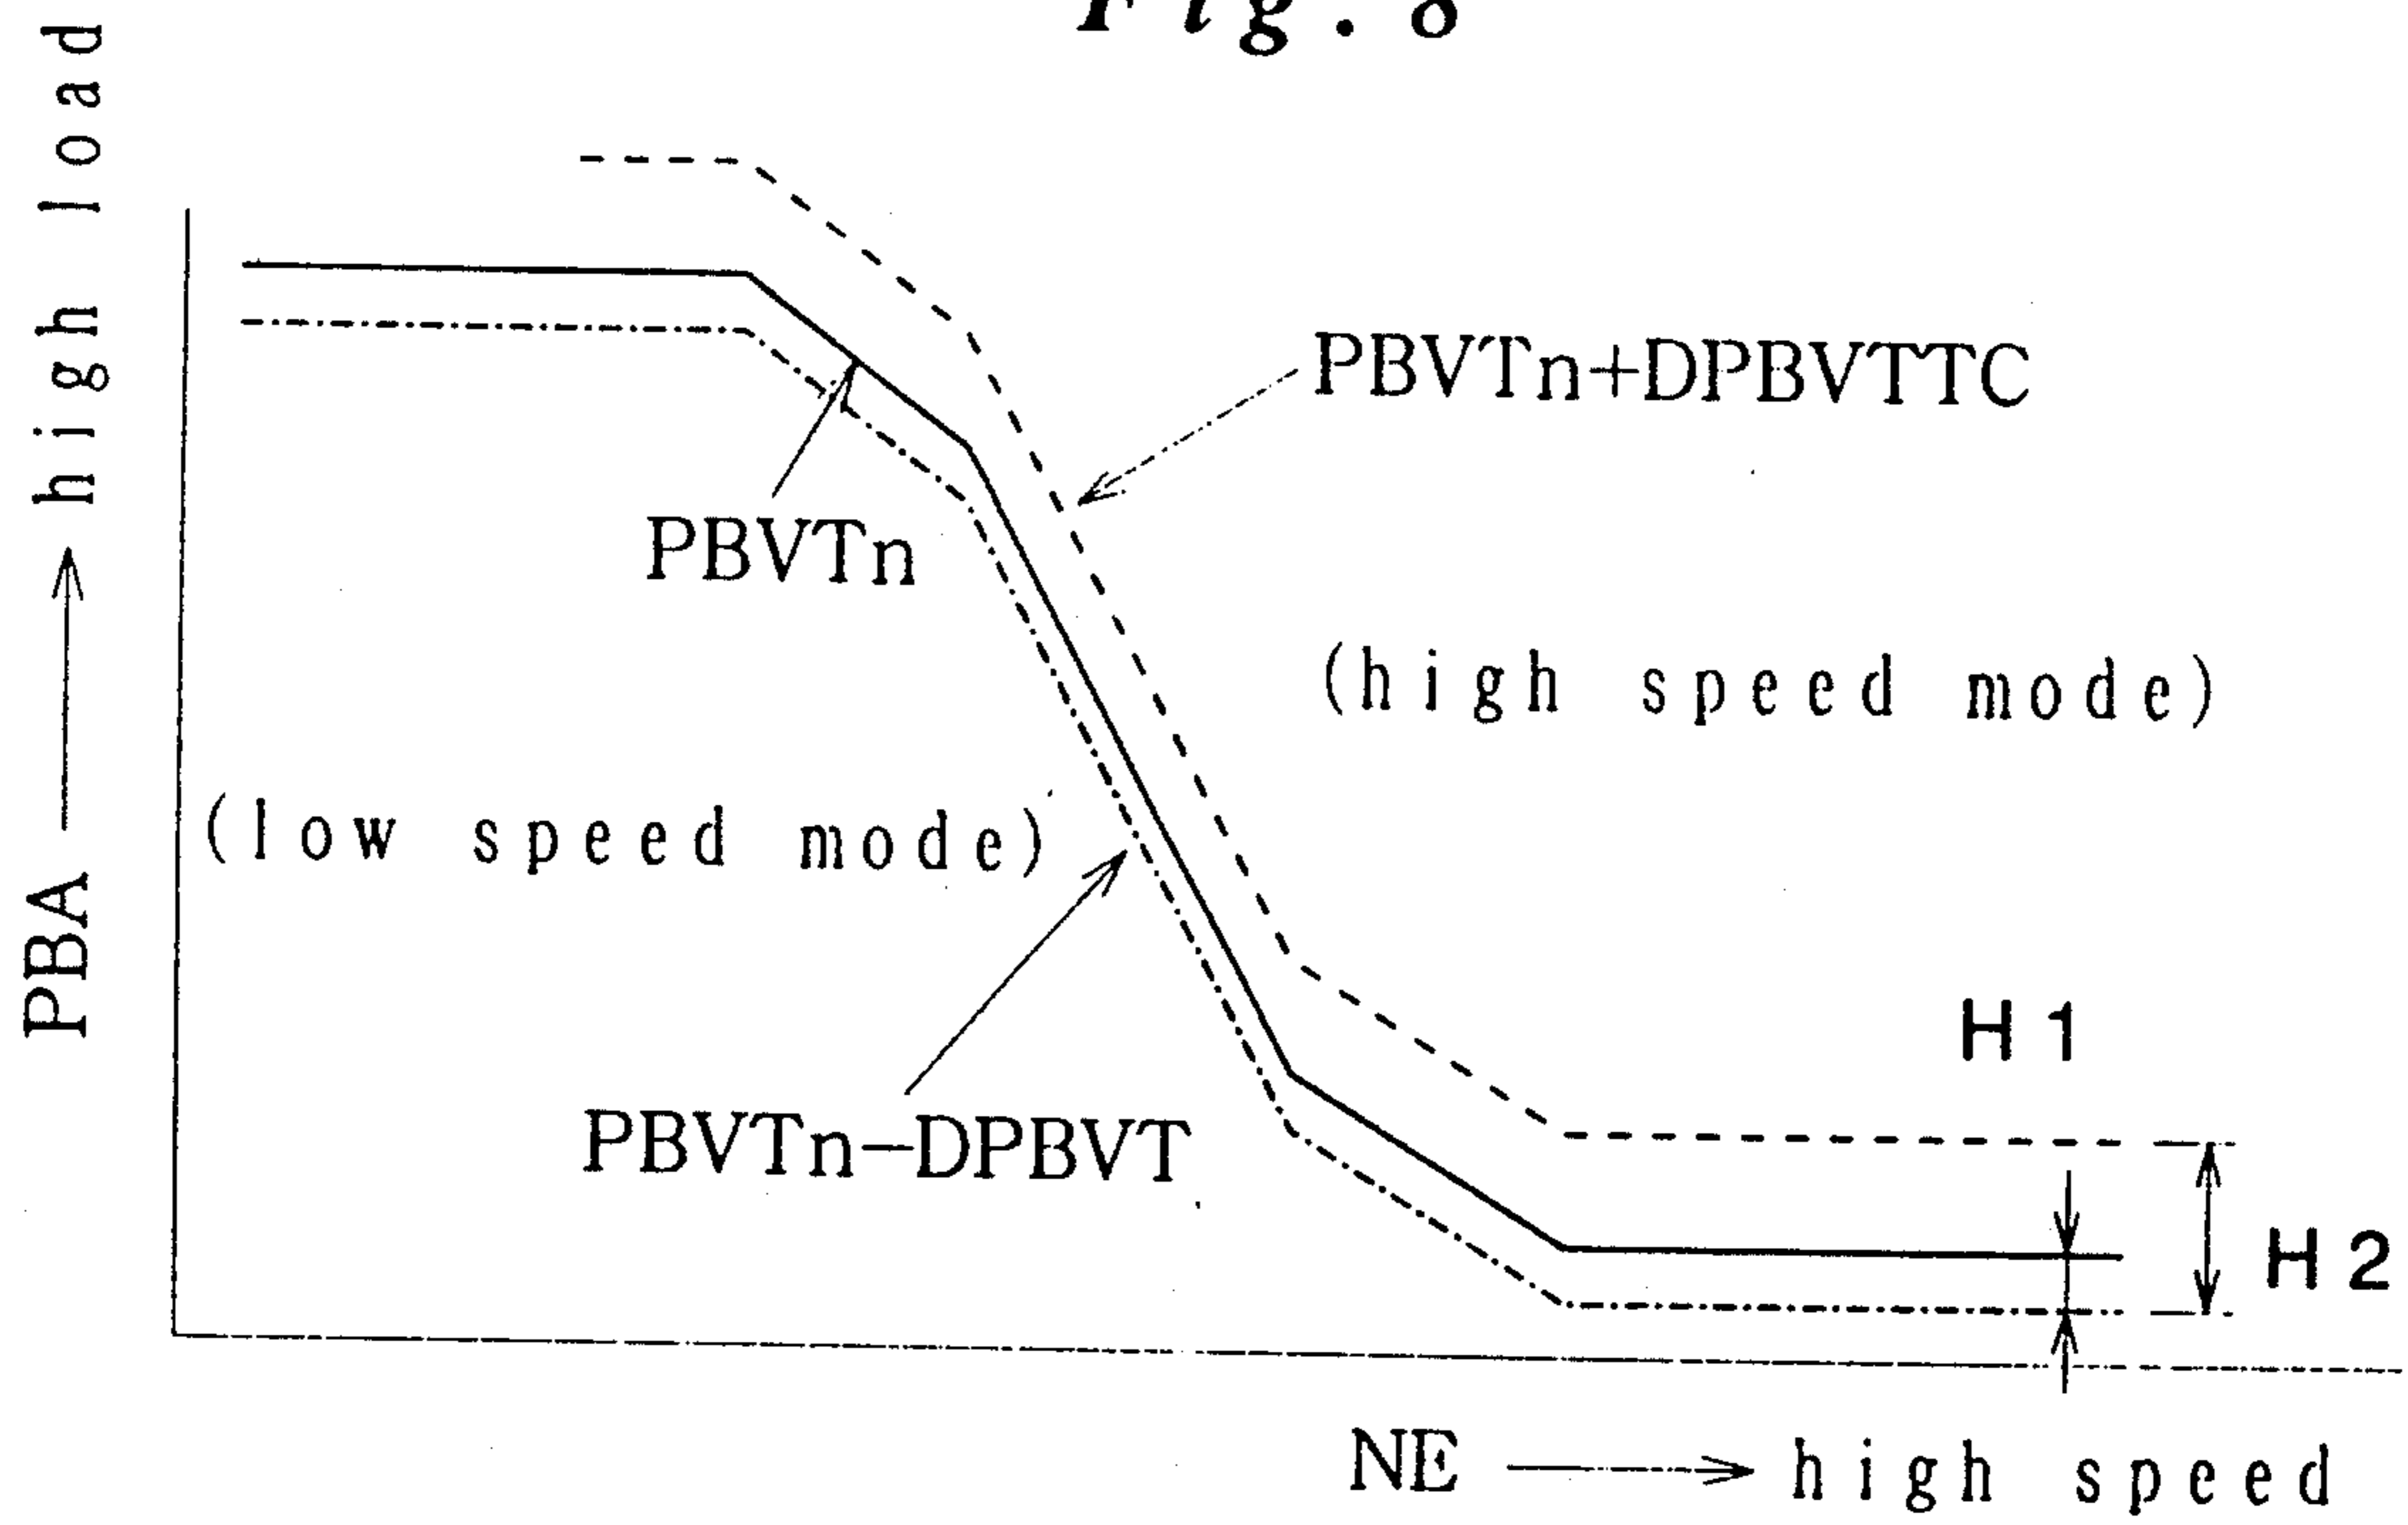 Fig. 8
PBA → high load
PBVTn+DPBVTTC
PBVTn
(high speed mode)
(low speed mode)
PBVTn−DPBVT
H1
H2
NE → high speed